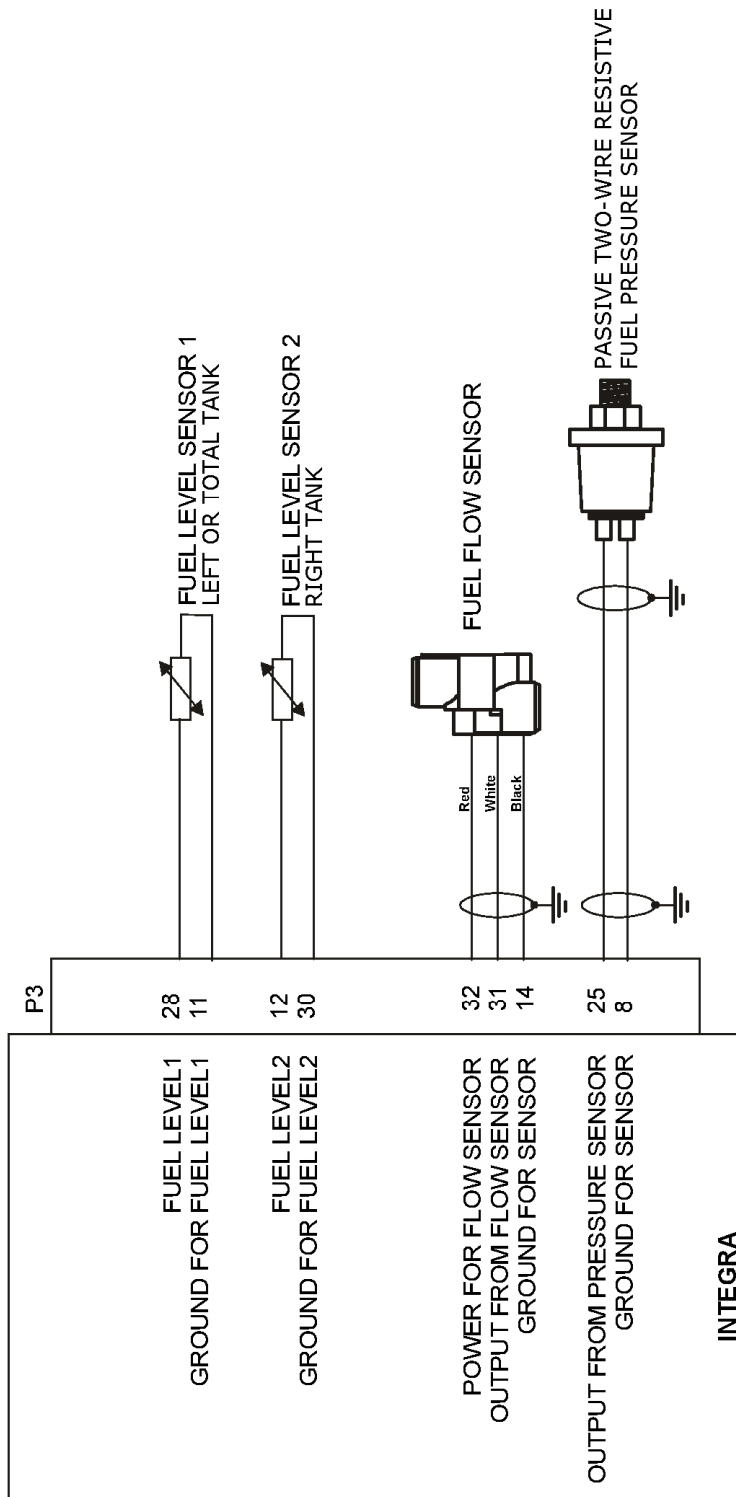 P3
FUEL LEVEL1
28
GROUND FOR FUEL LEVEL1
11
FUEL LEVEL SENSOR 1
LEFT OR TOTAL TANK
FUEL LEVEL2
12
GROUND FOR FUEL LEVEL2
30
FUEL LEVEL SENSOR 2
RIGHT TANK
POWER FOR FLOW SENSOR
32
Red
OUTPUT FROM FLOW SENSOR
31
White
GROUND FOR SENSOR
14
Black
FUEL FLOW SENSOR
OUTPUT FROM PRESSURE SENSOR
25
GROUND FOR SENSOR
8
PASSIVE TWO-WIRE RESISTIVE
FUEL PRESSURE SENSOR
INTEGRA